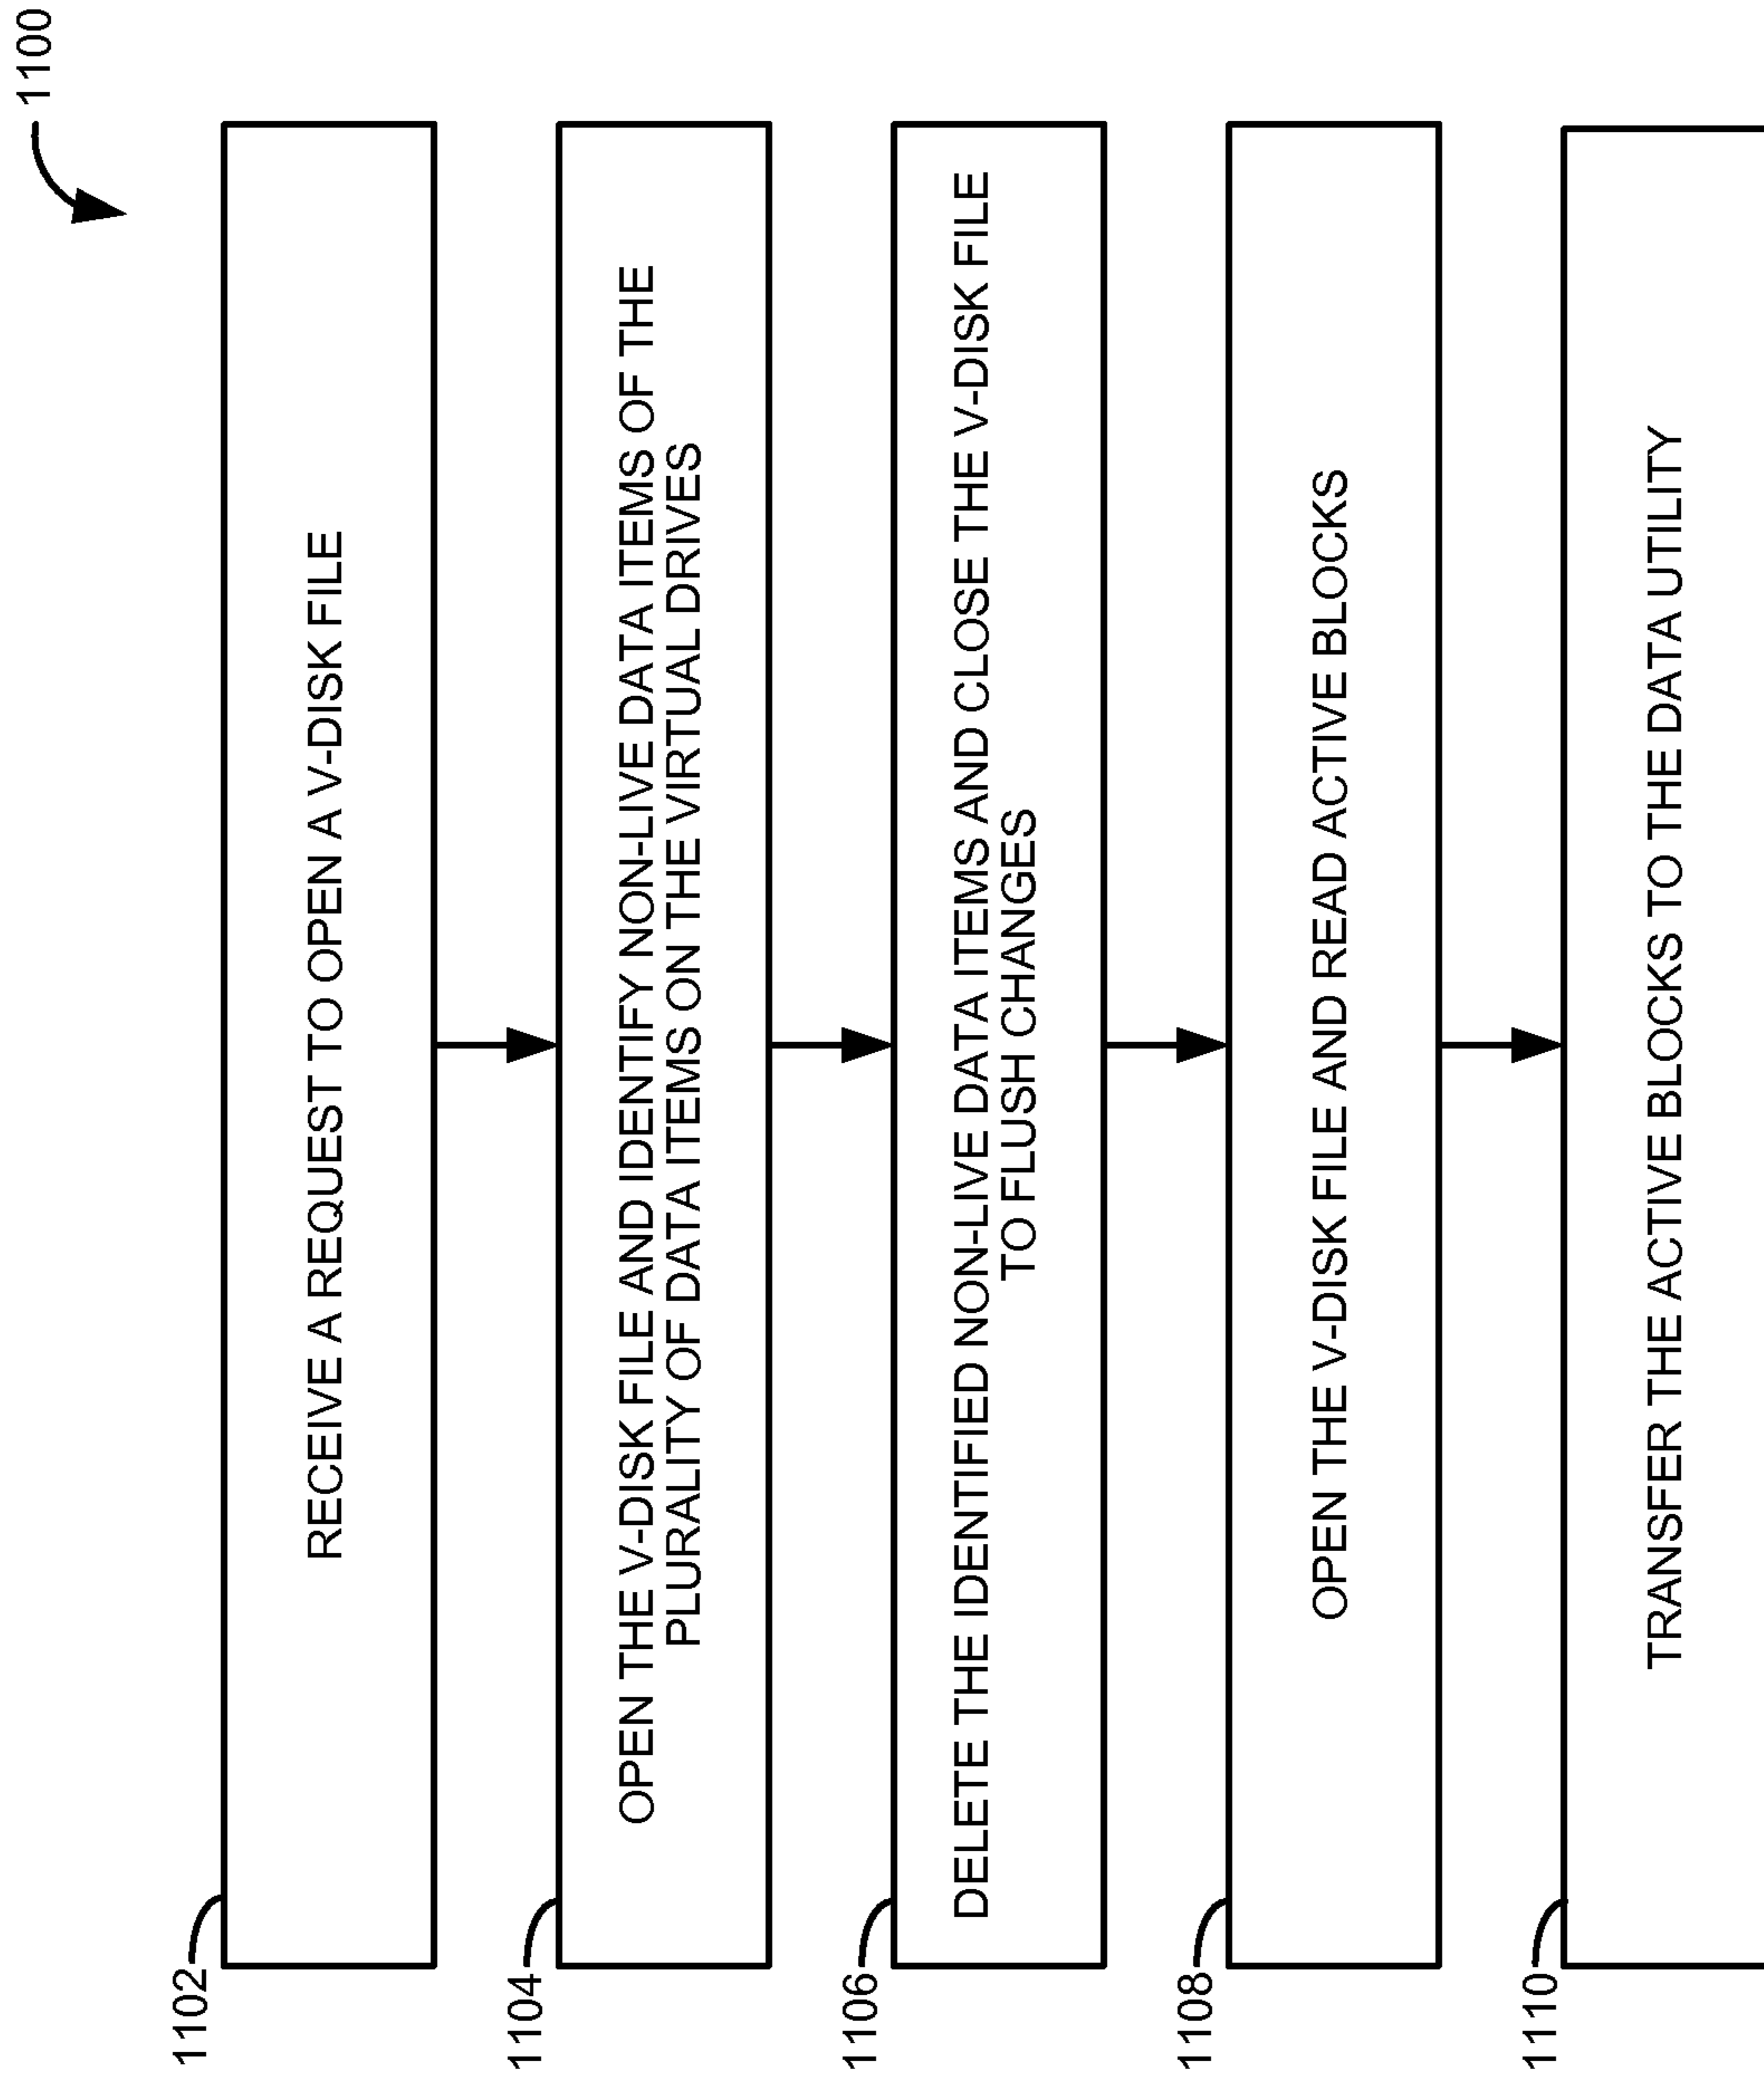 1100
1102
RECEIVE A REQUEST TO OPEN A V-DISK FILE
1104
OPEN THE V-DISK FILE AND IDENTIFY NON-LIVE DATA ITEMS OF THE
PLURALITY OF DATA ITEMS ON THE VIRTUAL DRIVES
1106
DELETE THE IDENTIFIED NON-LIVE DATA ITEMS AND CLOSE THE V-DISK FILE
TO FLUSH CHANGES
1108
OPEN THE V-DISK FILE AND READ ACTIVE BLOCKS
1110
TRANSFER THE ACTIVE BLOCKS TO THE DATA UTILITY